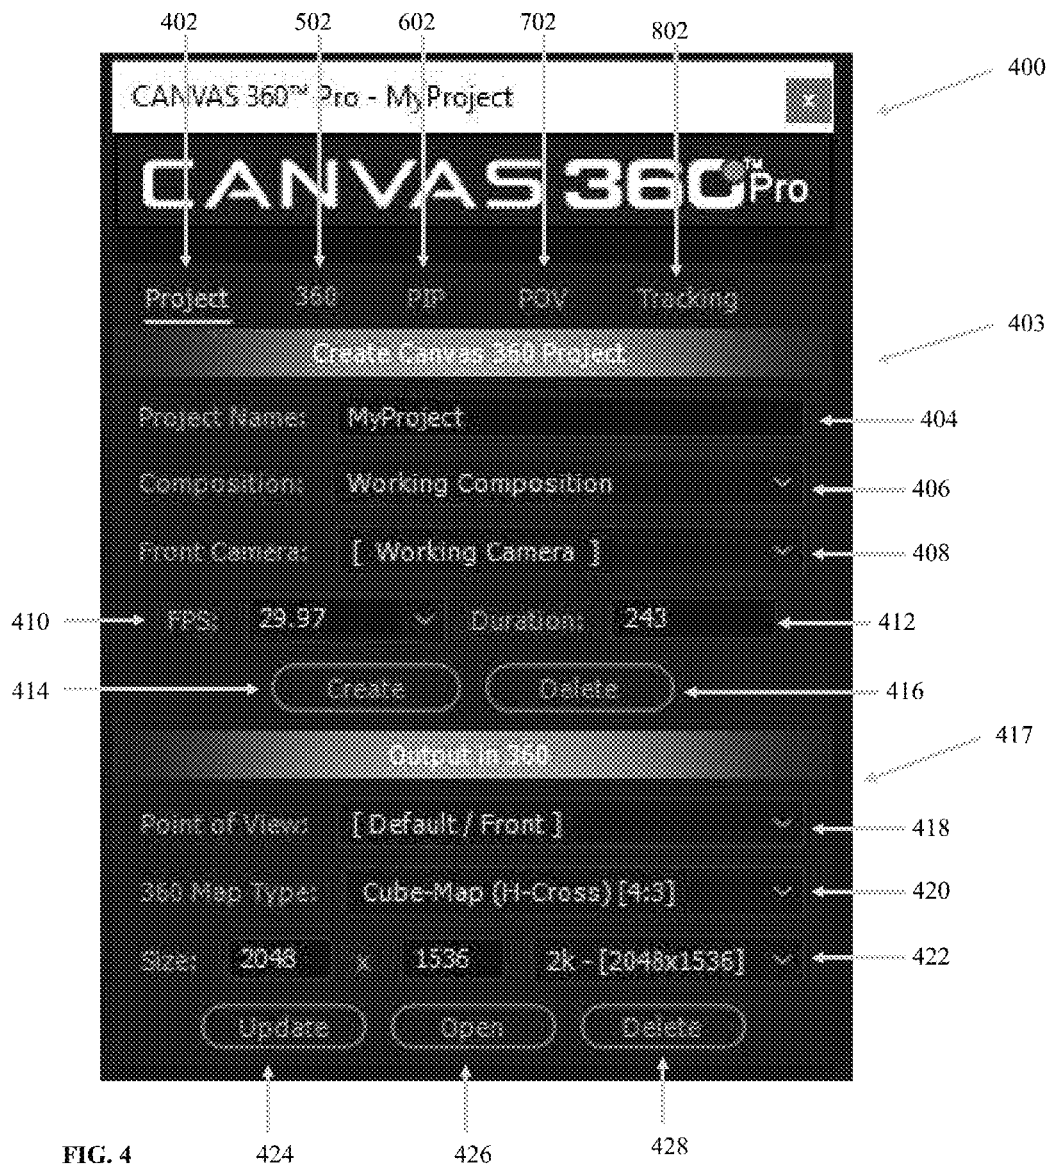 402 502 602 702 802
400
CANVAS 360™ Pro - MyProject x
CANVAS 360™ Pro
Project 360 PIP POV Tracking
403
Create Canvas 360 Project
Project Name: MyProject 404
Composition: Working Composition 406
Front Camera: [ Working Camera ] 408
410 FPS: 29.97 Duration: 243 412
414 Create Delete 416
417
Output in 360
Point of View: [ Default / Front ] 418
360 Map Type: Cube-Map (H-Cross) [4:3] 420
Size: 2048 x 1536 2k - [2048x1536] 422
Update Open Delete
FIG. 4 424 426 428